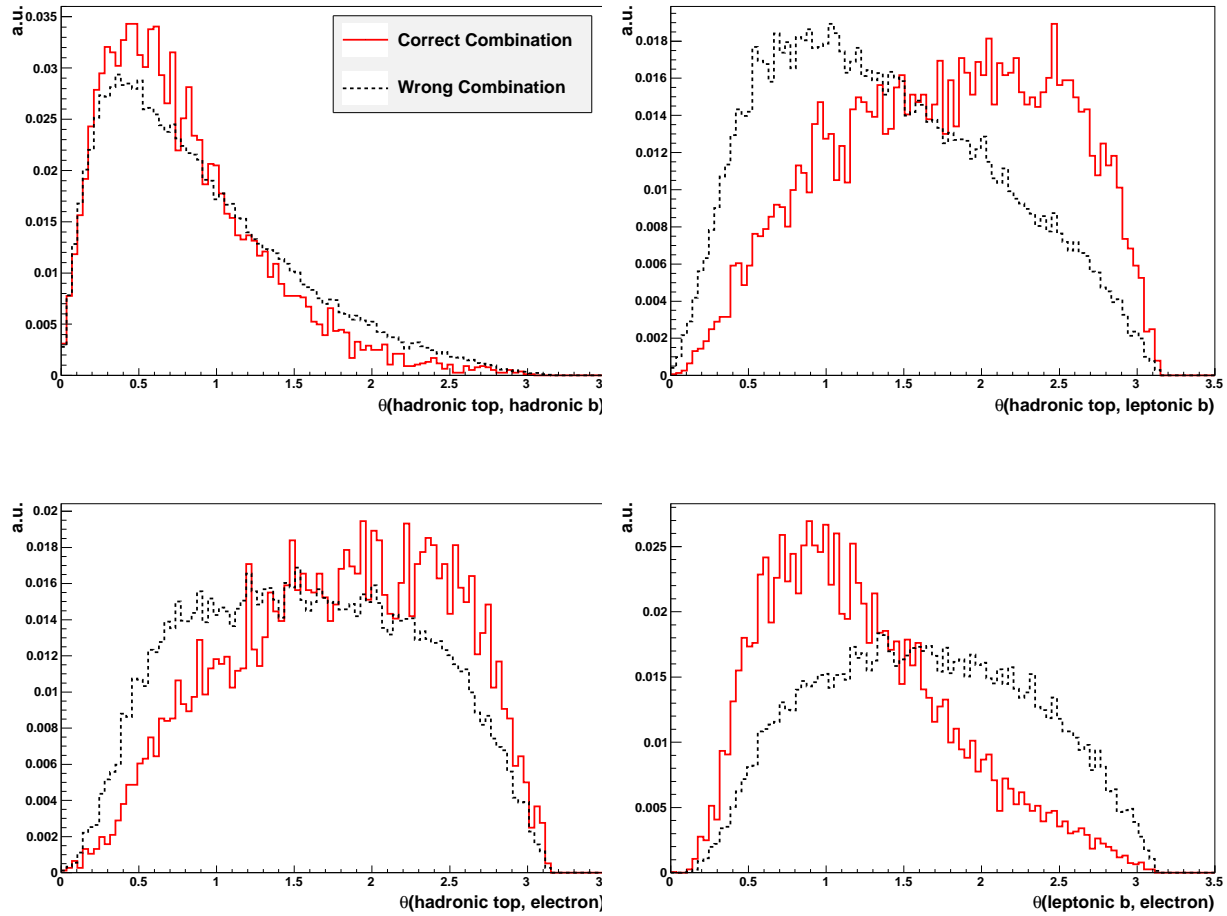 a.u.
0.035
0.03
0.025
0.02
0.015
0.01
0.005
0
0 0.5 1 1.5 2 2.5 3 3.
θ(hadronic top, hadronic b)
Correct Combination
Wrong Combination
a.u.
0.018
0.016
0.014
0.012
0.01
0.008
0.006
0.004
0.002
0
0 0.5 1 1.5 2 2.5 3 3.5
θ(hadronic top, leptonic b)
a.u.
0.02
0.018
0.016
0.014
0.012
0.01
0.008
0.006
0.004
0.002
0
0 0.5 1 1.5 2 2.5 3 3.
θ(hadronic top, electron)
a.u.
0.025
0.02
0.015
0.01
0.005
0
0 0.5 1 1.5 2 2.5 3 3.5
θ(leptonic b, electron)